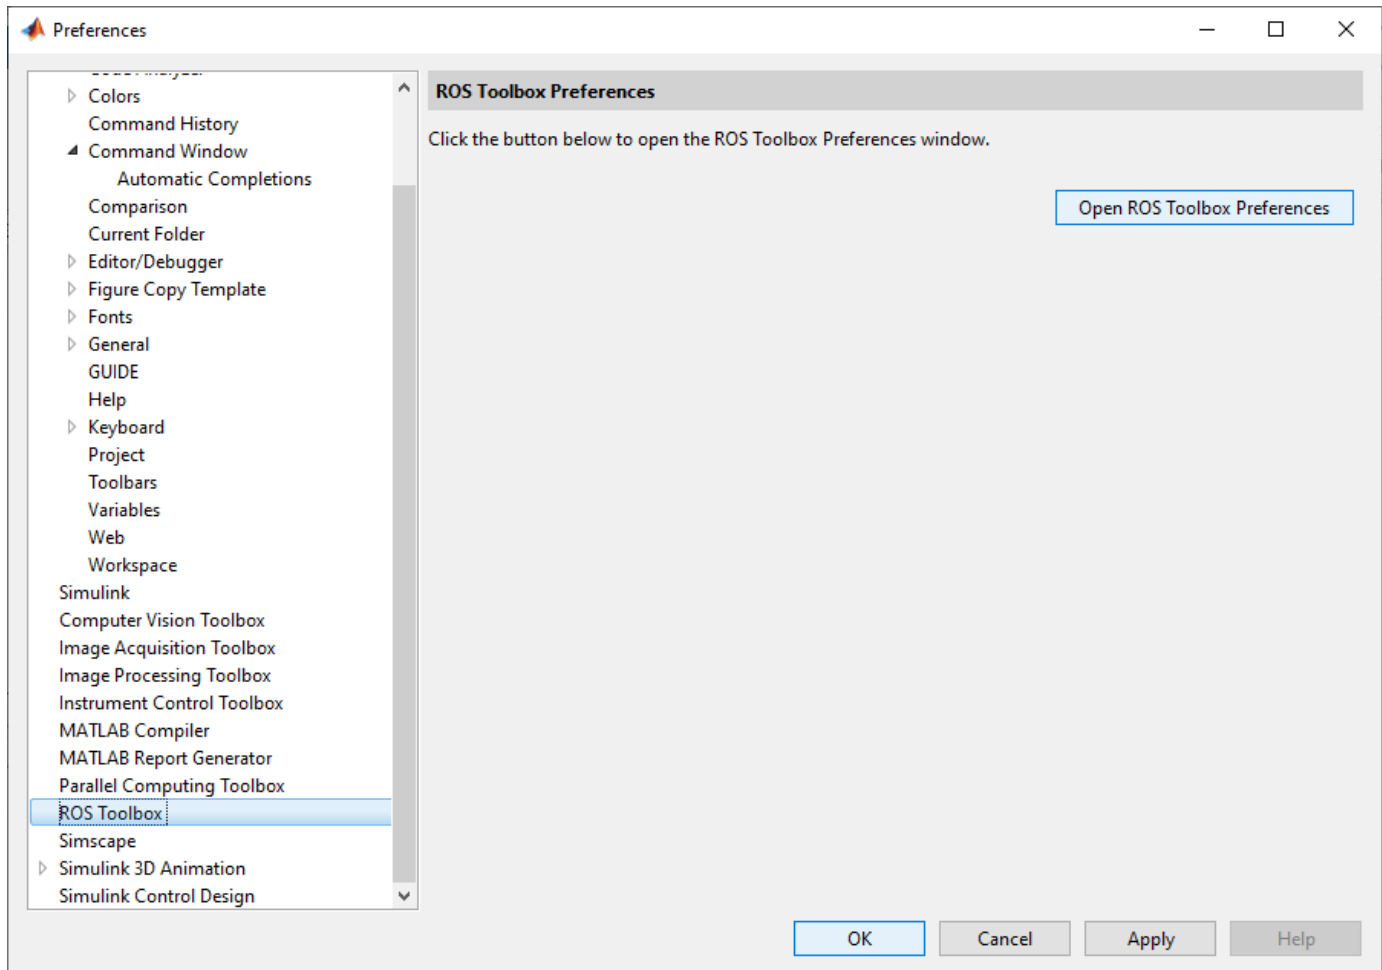 Preferences
Colors
Command History
Command Window
Automatic Completions
Comparison
Current Folder
Editor/Debugger
Figure Copy Template
Fonts
General
GUIDE
Help
Keyboard
Project
Toolbars
Variables
Web
Workspace
Simulink
Computer Vision Toolbox
Image Acquisition Toolbox
Image Processing Toolbox
Instrument Control Toolbox
MATLAB Compiler
MATLAB Report Generator
Parallel Computing Toolbox
ROS Toolbox
Simscape
Simulink 3D Animation
Simulink Control Design
ROS Toolbox Preferences
Click the button below to open the ROS Toolbox Preferences window.
Open ROS Toolbox Preferences
OK Cancel Apply Help